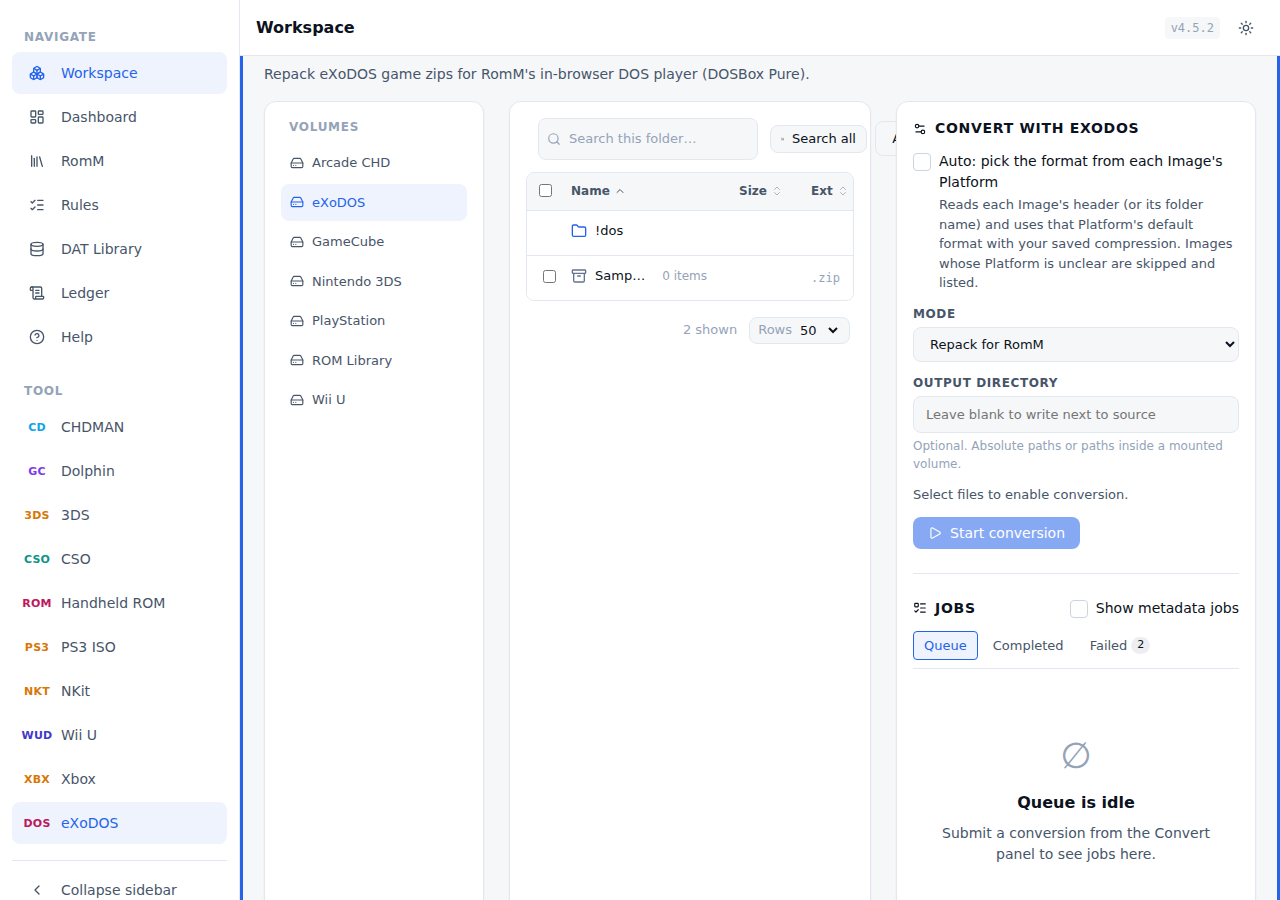 NAVIGATE
Workspace
Dashboard
RomM
Rules
DAT Library
Ledger
Help
TOOL
CD CHDMAN
GC Dolphin
3DS 3DS
CSO CSO
ROM Handheld ROM
PS3 PS3 ISO
NKT NKit
WUD Wii U
XBX Xbox
DOS eXoDOS
Collapse sidebar
Workspace
v4.5.2
Repack eXoDOS game zips for RomM's in-browser DOS player (DOSBox Pure).
VOLUMES
Arcade CHD
eXoDOS
GameCube
Nintendo 3DS
PlayStation
ROM Library
Wii U
Search this folder…
Search all
Name Size Ext
!dos
Samp… 0 items .zip
2 shown Rows 50
CONVERT WITH EXODOS
Auto: pick the format from each Image's
Platform
Reads each Image's header (or its folder
name) and uses that Platform's default
format with your saved compression. Images
whose Platform is unclear are skipped and
listed.
MODE
Repack for RomM
OUTPUT DIRECTORY
Leave blank to write next to source
Optional. Absolute paths or paths inside a mounted
volume.
Select files to enable conversion.
Start conversion
JOBS
Show metadata jobs
Queue Completed Failed 2
Queue is idle
Submit a conversion from the Convert
panel to see jobs here.